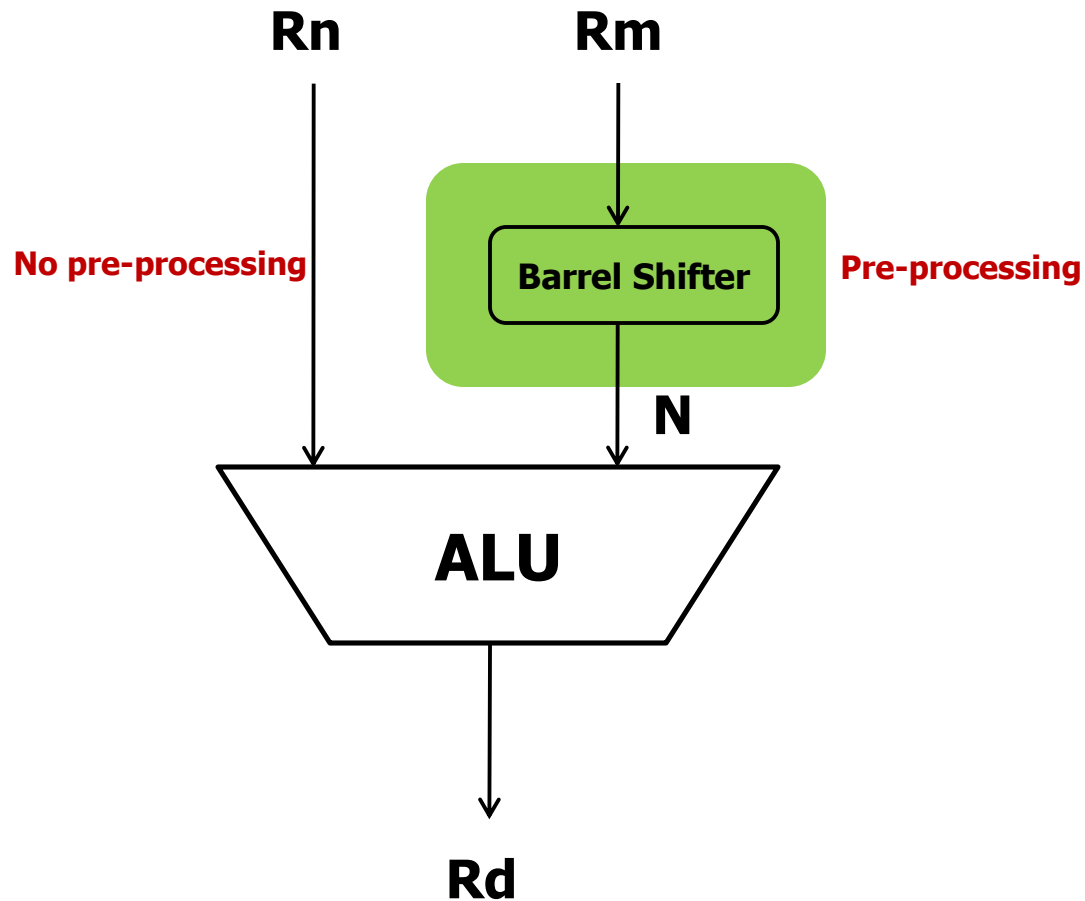 Rn
Rm
No pre-processing
Barrel Shifter
Pre-processing
N
ALU
Rd